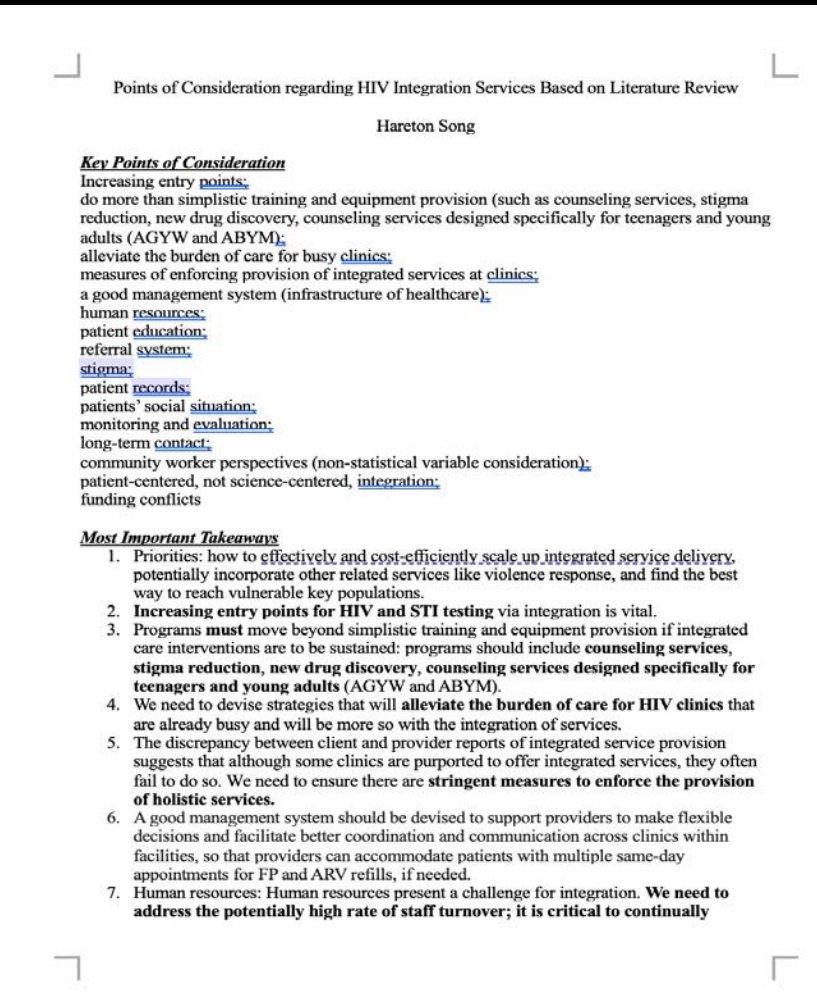 Points of Consideration regarding HIV Integration Services Based on Literature Review
Hareton Song
Key Points of Consideration
Increasing entry points;
do more than simplistic training and equipment provision (such as counseling services, stigma
reduction, new drug discovery, counseling services designed specifically for teenagers and young
adults (AGYW and ABYM);
alleviate the burden of care for busy clinics;
measures of enforcing provision of integrated services at clinics;
a good management system (infrastructure of healthcare);
human resources;
patient education;
referral system;
stigma;
patient records;
patients' social situation;
monitoring and evaluation;
long-term contact;
community worker perspectives (non-statistical variable consideration);
patient-centered, not science-centered, integration;
funding conflicts
Most Important Takeaways
1. Priorities: how to effectively and cost-efficiently scale up integrated service delivery,
potentially incorporate other related services like violence response, and find the best
way to reach vulnerable key populations.
2. Increasing entry points for HIV and STI testing via integration is vital.
3. Programs must move beyond simplistic training and equipment provision if integrated
care interventions are to be sustained: programs should include counseling services,
stigma reduction, new drug discovery, counseling services designed specifically for
teenagers and young adults (AGYW and ABYM).
4. We need to devise strategies that will alleviate the burden of care for HIV clinics that
are already busy and will be more so with the integration of services.
5. The discrepancy between client and provider reports of integrated service provision
suggests that although some clinics are purported to offer integrated services, they often
fail to do so. We need to ensure there are stringent measures to enforce the provision
of holistic services.
6. A good management system should be devised to support providers to make flexible
decisions and facilitate better coordination and communication across clinics within
facilities, so that providers can accommodate patients with multiple same-day
appointments for FP and ARV refills, if needed.
7. Human resources: Human resources present a challenge for integration. We need to
address the potentially high rate of staff turnover; it is critical to continually